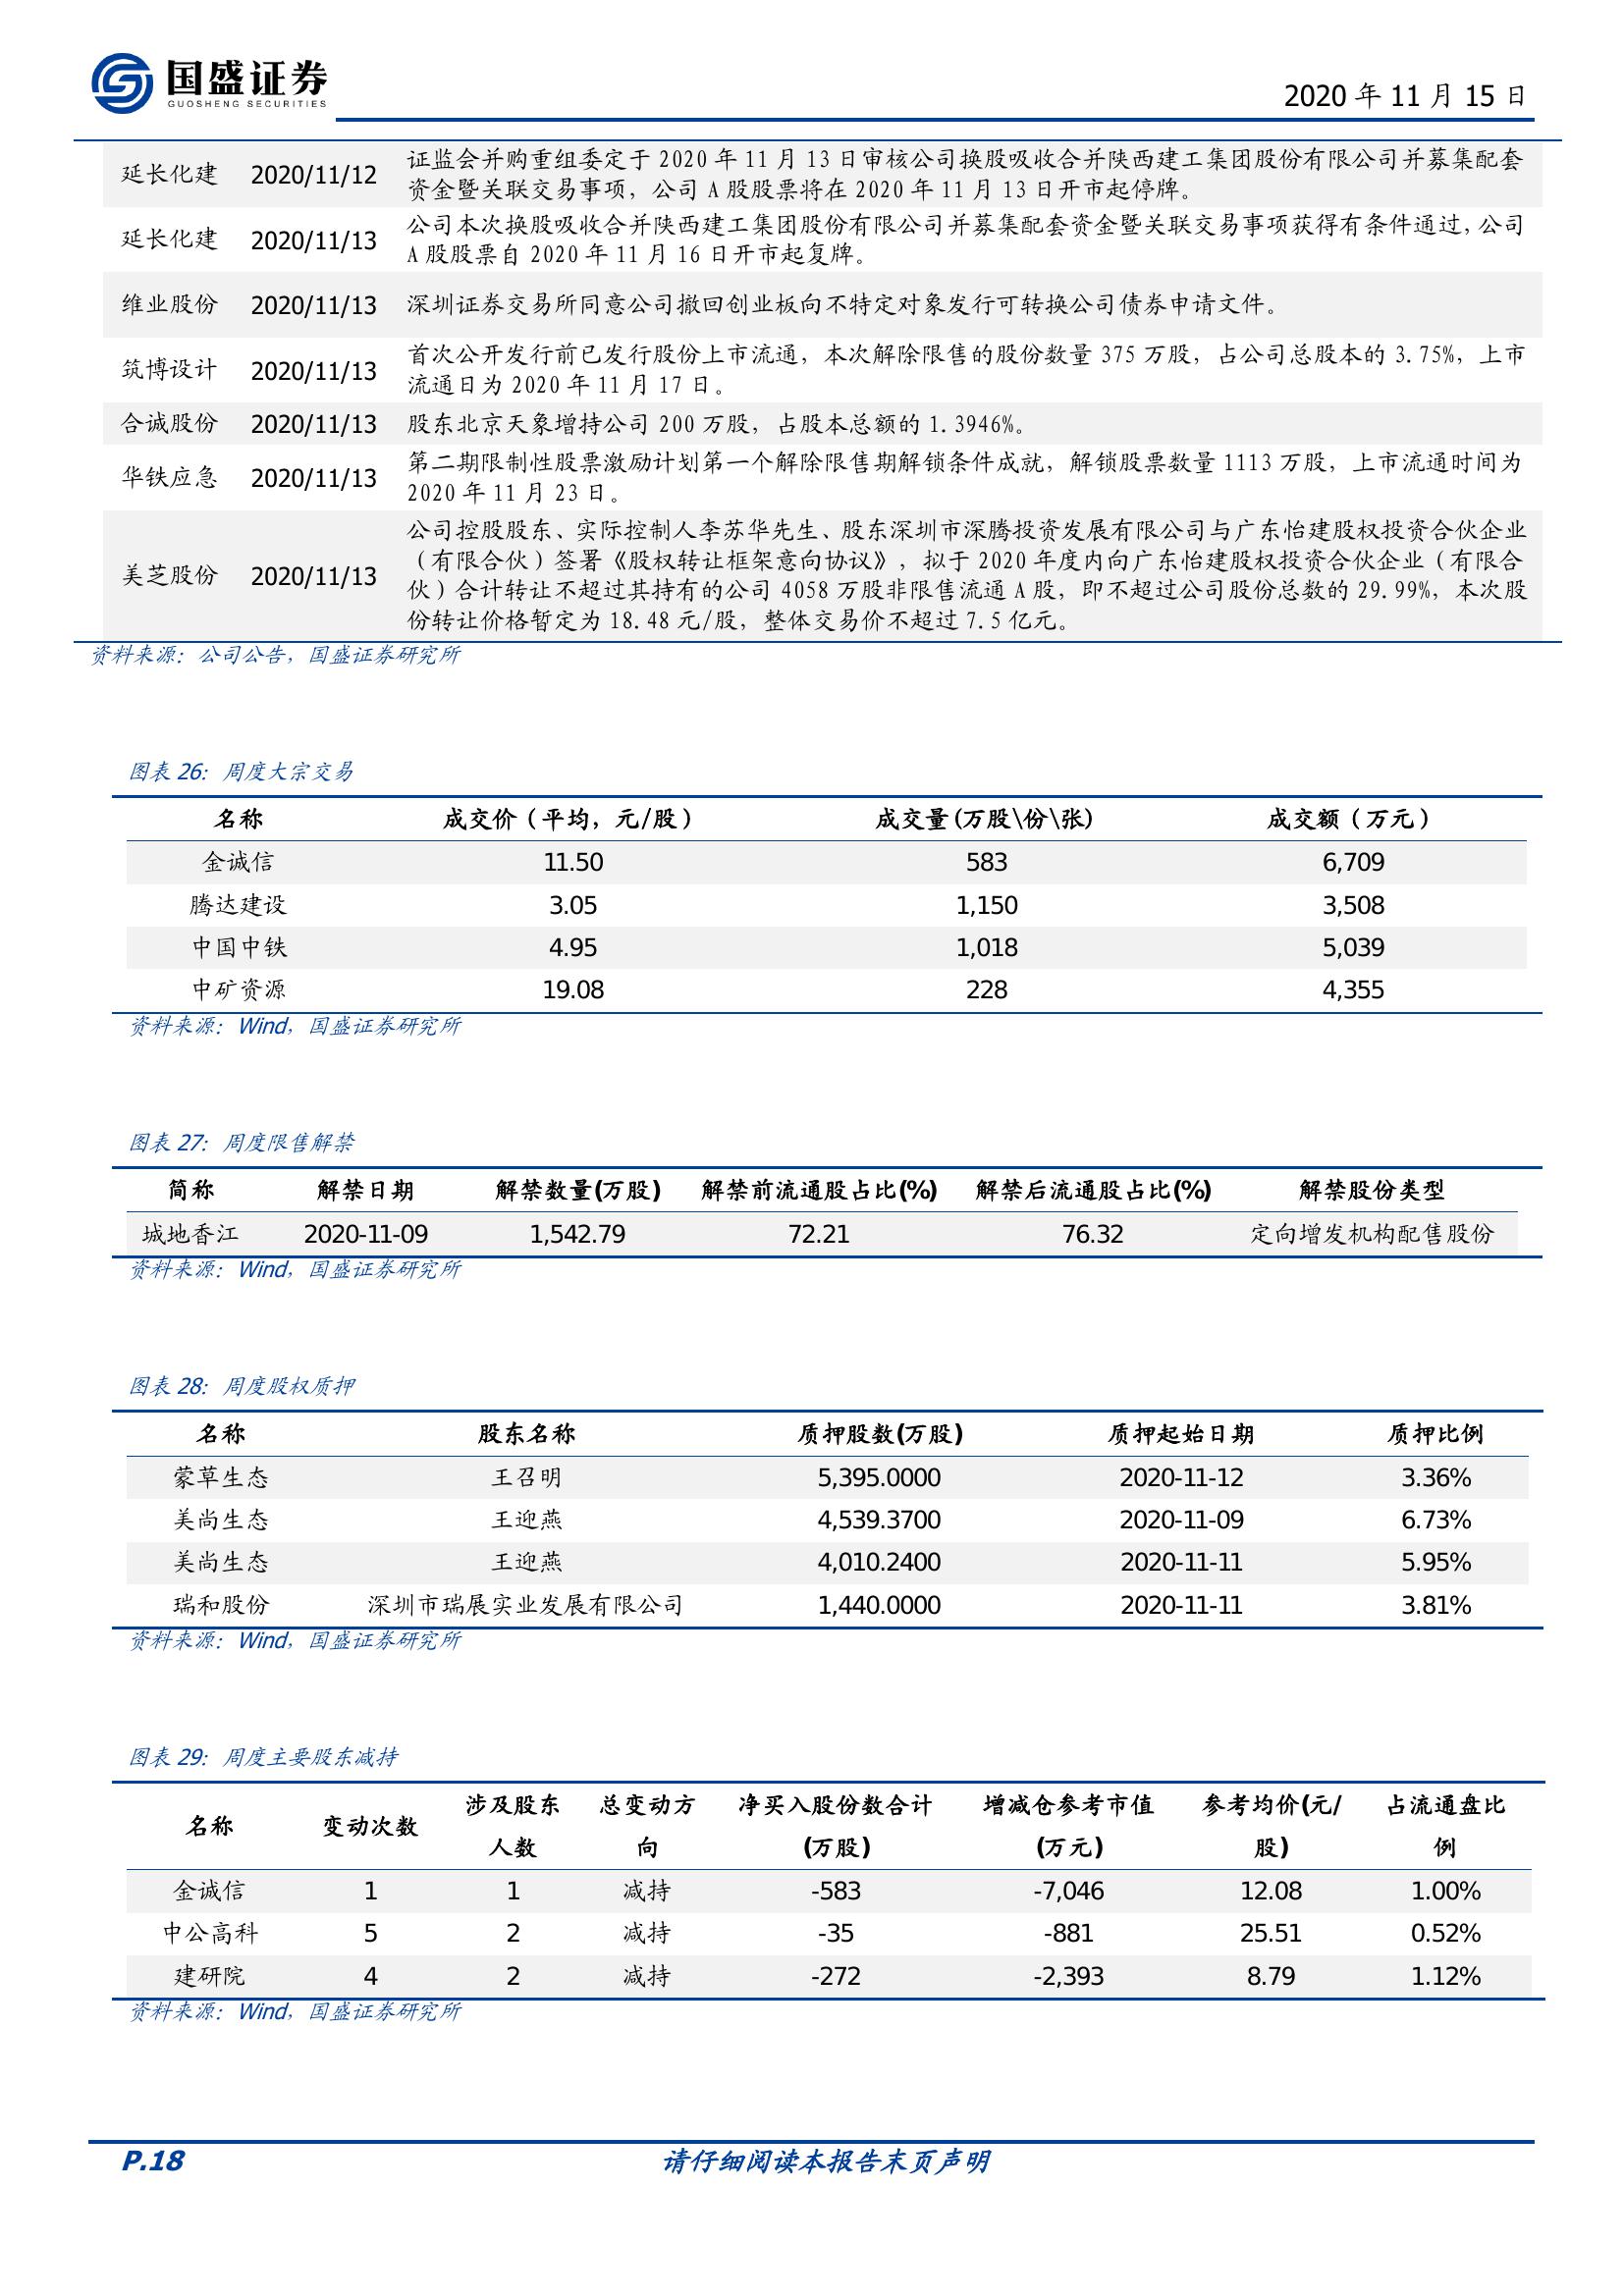 国盛证券
GUOSHENG SECURITIES
2020 年 11 月 15 日
延长化建 2020/11/12 证监会并购重组委定于 2020 年 11 月 13 日审核公司换股吸收合并陕西建工集团股份有限公司并募集配套
资金暨关联交易事项，公司 A 股股票将在 2020 年 11 月 13 日开市起停牌。
延长化建 2020/11/13 公司本次换股吸收合并陕西建工集团股份有限公司并募集配套资金暨关联交易事项获得有条件通过，公司
A 股股票自 2020 年 11 月 16 日开市起复牌。
维业股份 2020/11/13 深圳证券交易所同意公司撤回创业板向不特定对象发行可转换公司债券申请文件。
筑博设计 2020/11/13 首次公开发行前已发行股份上市流通，本次解除限售的股份数量 375 万股，占公司总股本的 3.75%，上市
流通日为 2020 年 11 月 17 日。
合诚股份 2020/11/13 股东北京天象增持公司 200 万股，占股本总额的 1.3946%。
华铁应急 2020/11/13 第二期限制性股票激励计划第一个解除限售期解锁条件成就，解锁股票数量 1113 万股，上市流通时间为
2020 年 11 月 23 日。
美芝股份 2020/11/13 公司控股股东、实际控制人李苏华先生、股东深圳市深腾投资发展有限公司与广东怡建股权投资合伙企业
（有限合伙）签署《股权转让框架意向协议》，拟于 2020 年度内向广东怡建股权投资合伙企业（有限合
伙）合计转让不超过其持有的公司 4058 万股非限售流通 A 股，即不超过公司股份总数的 29.99%，本次股
份转让价格暂定为 18.48 元/股，整体交易价不超过 7.5 亿元。
资料来源：公司公告，国盛证券研究所
图表 26：周度大宗交易
名称 成交价（平均，元/股） 成交量(万股\份\张) 成交额（万元）
金诚信 11.50 583 6,709
腾达建设 3.05 1,150 3,508
中国中铁 4.95 1,018 5,039
中矿资源 19.08 228 4,355
资料来源：Wind，国盛证券研究所
图表 27：周度限售解禁
简称 解禁日期 解禁数量(万股) 解禁前流通股占比(%) 解禁后流通股占比(%) 解禁股份类型
城地香江 2020-11-09 1,542.79 72.21 76.32 定向增发机构配售股份
资料来源：Wind，国盛证券研究所
图表 28：周度股权质押
名称 股东名称 质押股数(万股) 质押起始日期 质押比例
蒙草生态 王召明 5,395.0000 2020-11-12 3.36%
美尚生态 王迎燕 4,539.3700 2020-11-09 6.73%
美尚生态 王迎燕 4,010.2400 2020-11-11 5.95%
瑞和股份 深圳市瑞展实业发展有限公司 1,440.0000 2020-11-11 3.81%
资料来源：Wind，国盛证券研究所
图表 29：周度主要股东减持
名称 变动次数 涉及股东 总变动方 净买入股份数合计 增减仓参考市值 参考均价(元/ 占流通盘比
人数 向 (万股) (万元) 股) 例
金诚信 1 1 减持 -583 -7,046 12.08 1.00%
中公高科 5 2 减持 -35 -881 25.51 0.52%
建研院 4 2 减持 -272 -2,393 8.79 1.12%
资料来源：Wind，国盛证券研究所
P.18 请仔细阅读本报告末页声明